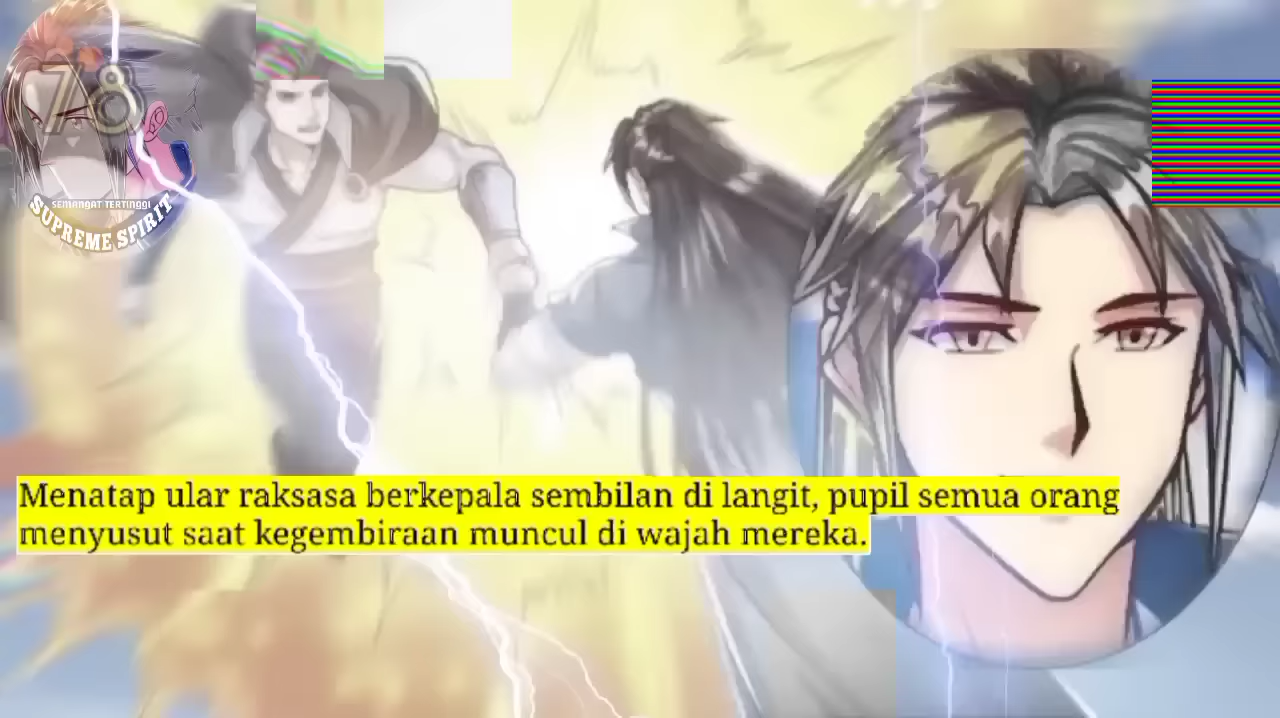 78
SEMANGAT TERTINGGI
SUPREME SPIRIT
Menatap ular raksasa berkepala sembilan di langit, pupil semua orang
menyusut saat kegembiraan muncul di wajah mereka.